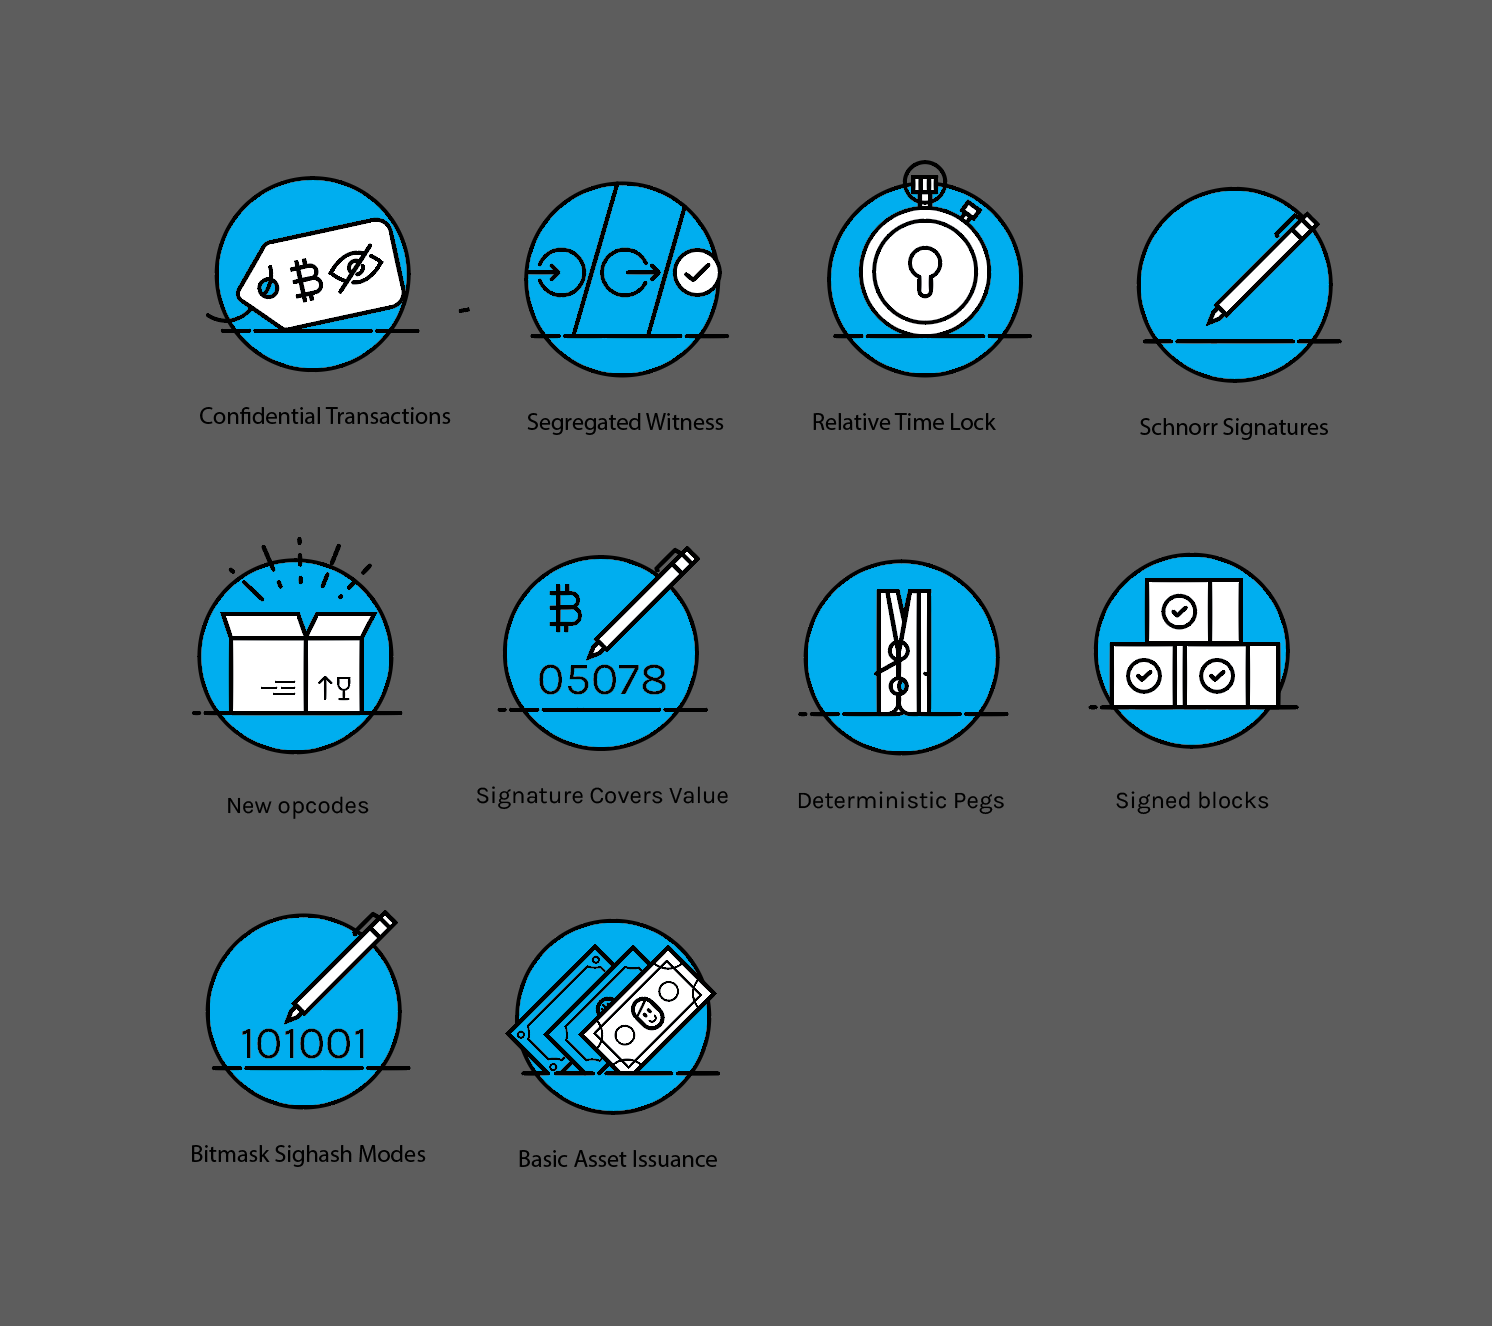 Confidential Transactions
Segregated Witness
Relative Time Lock
Schnorr Signatures
05078
New opcodes
Signature Covers Value
Deterministic Pegs
Signed blocks
101001
Bitmask Sighash Modes
Basic Asset Issuance